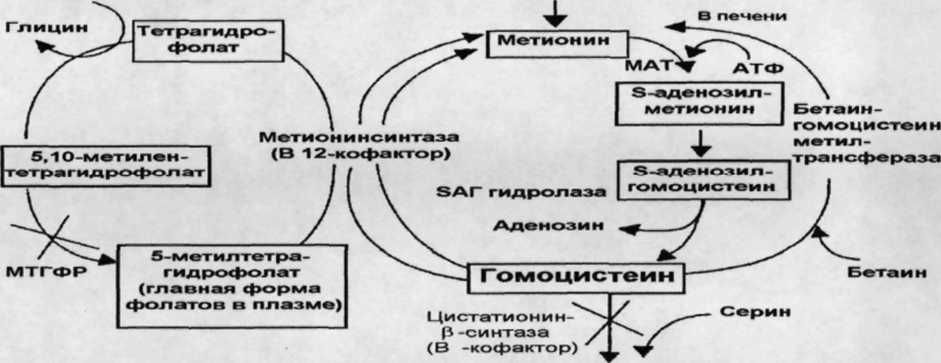 Глицин
Тетрагидро-
фолат
5,10-метилен-
тетрагидрофолат
МТГФР
5-метилтетра-
гидрофолат
(главная форма
фолатов в плазме)
Метионинсинтаза
(В 12-кофактор)
Метионин
В печени
МАТ
АТФ
S-аденозил-
метионин
Бетаин-
гомоцистеин
метил-
трансфераза
S-аденозил-
гомоцистеин
SАГ гидролаза
Аденозин
Гомоцистеин
Бетаин
Цистатионин-
β-синтаза
(В -кофактор)
Серин